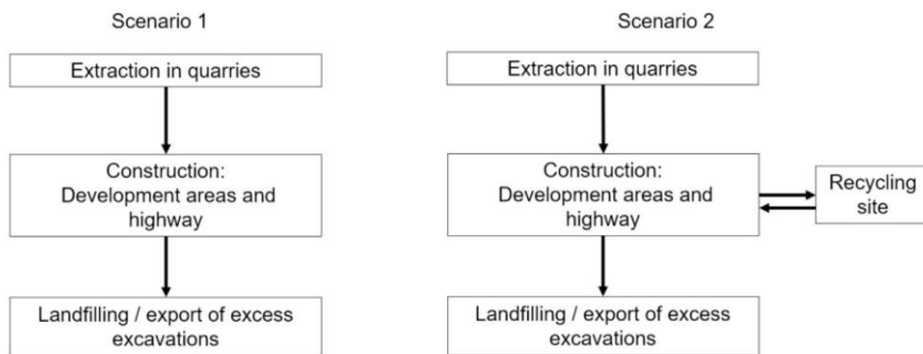 Scenario 1
Extraction in quarries
Construction:
Development areas and
highway
Landfilling / export of excess
excavations
Scenario 2
Extraction in quarries
Construction:
Development areas and
highway
Recycling
site
Landfilling / export of excess
excavations